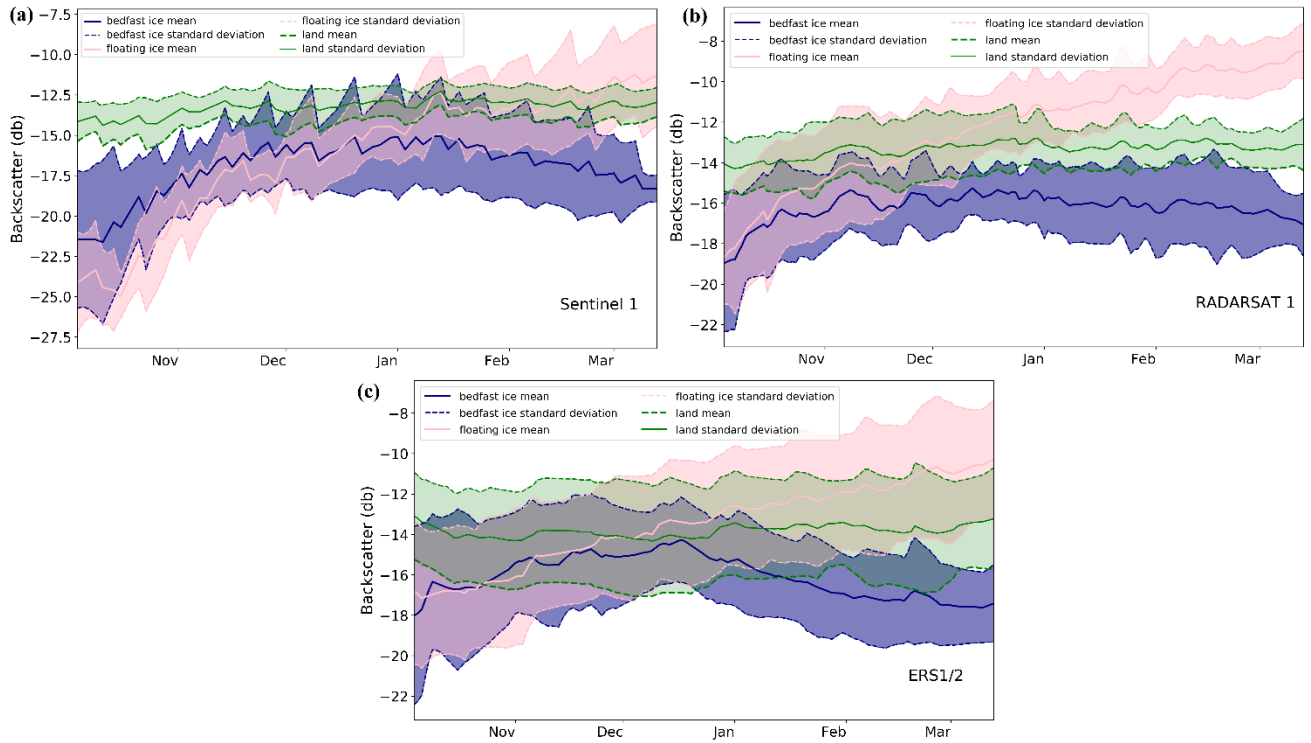 (a)
bedfast ice mean
bedfast ice standard deviation
floating ice mean
floating ice standard deviation
land mean
land standard deviation
Backscatter (db)
−7.5
−10.0
−12.5
−15.0
−17.5
−20.0
−22.5
−25.0
−27.5
Nov
Dec
Jan
Feb
Mar
Sentinel 1
(b)
bedfast ice mean
bedfast ice standard deviation
floating ice mean
floating ice standard deviation
land mean
land standard deviation
Backscatter (db)
−8
−10
−12
−14
−16
−18
−20
−22
Nov
Dec
Jan
Feb
Mar
RADARSAT 1
(c)
bedfast ice mean
bedfast ice standard deviation
floating ice mean
floating ice standard deviation
land mean
land standard deviation
Backscatter (db)
−8
−10
−12
−14
−16
−18
−20
−22
Nov
Dec
Jan
Feb
Mar
ERS1/2